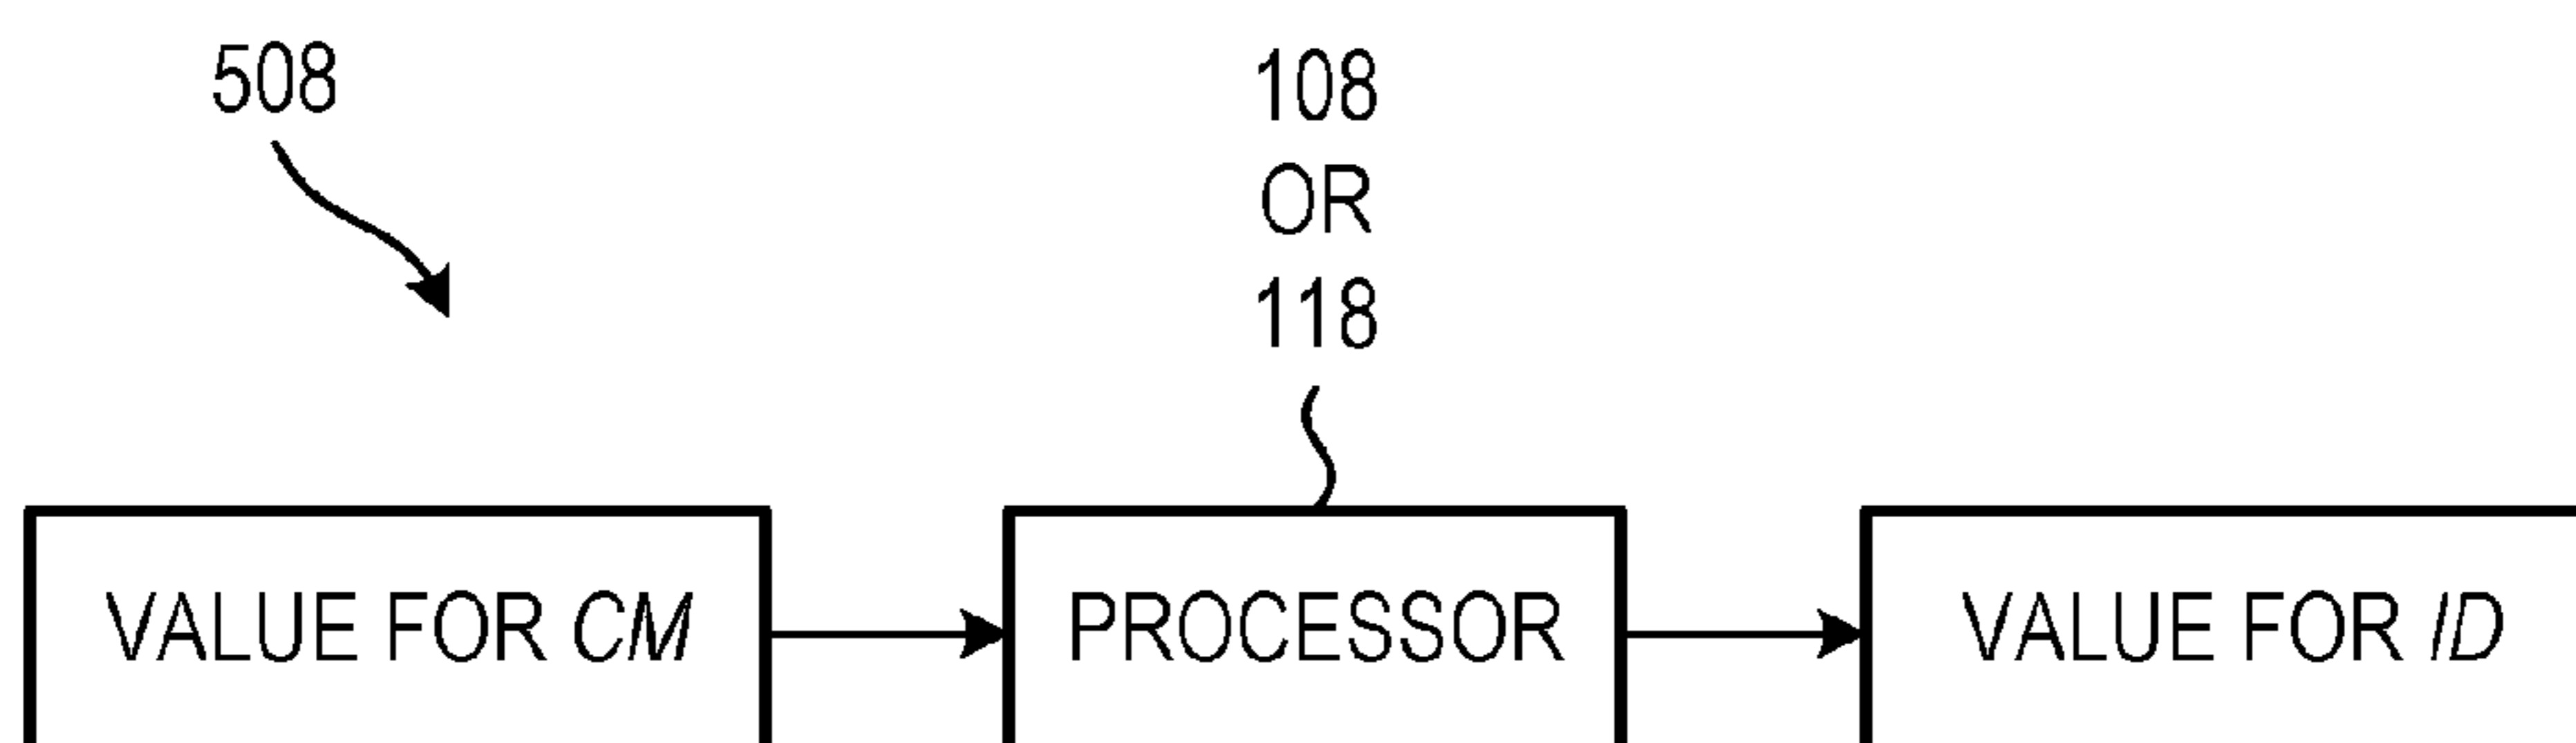 508
108
OR
118
VALUE FOR CM
PROCESSOR
VALUE FOR ID